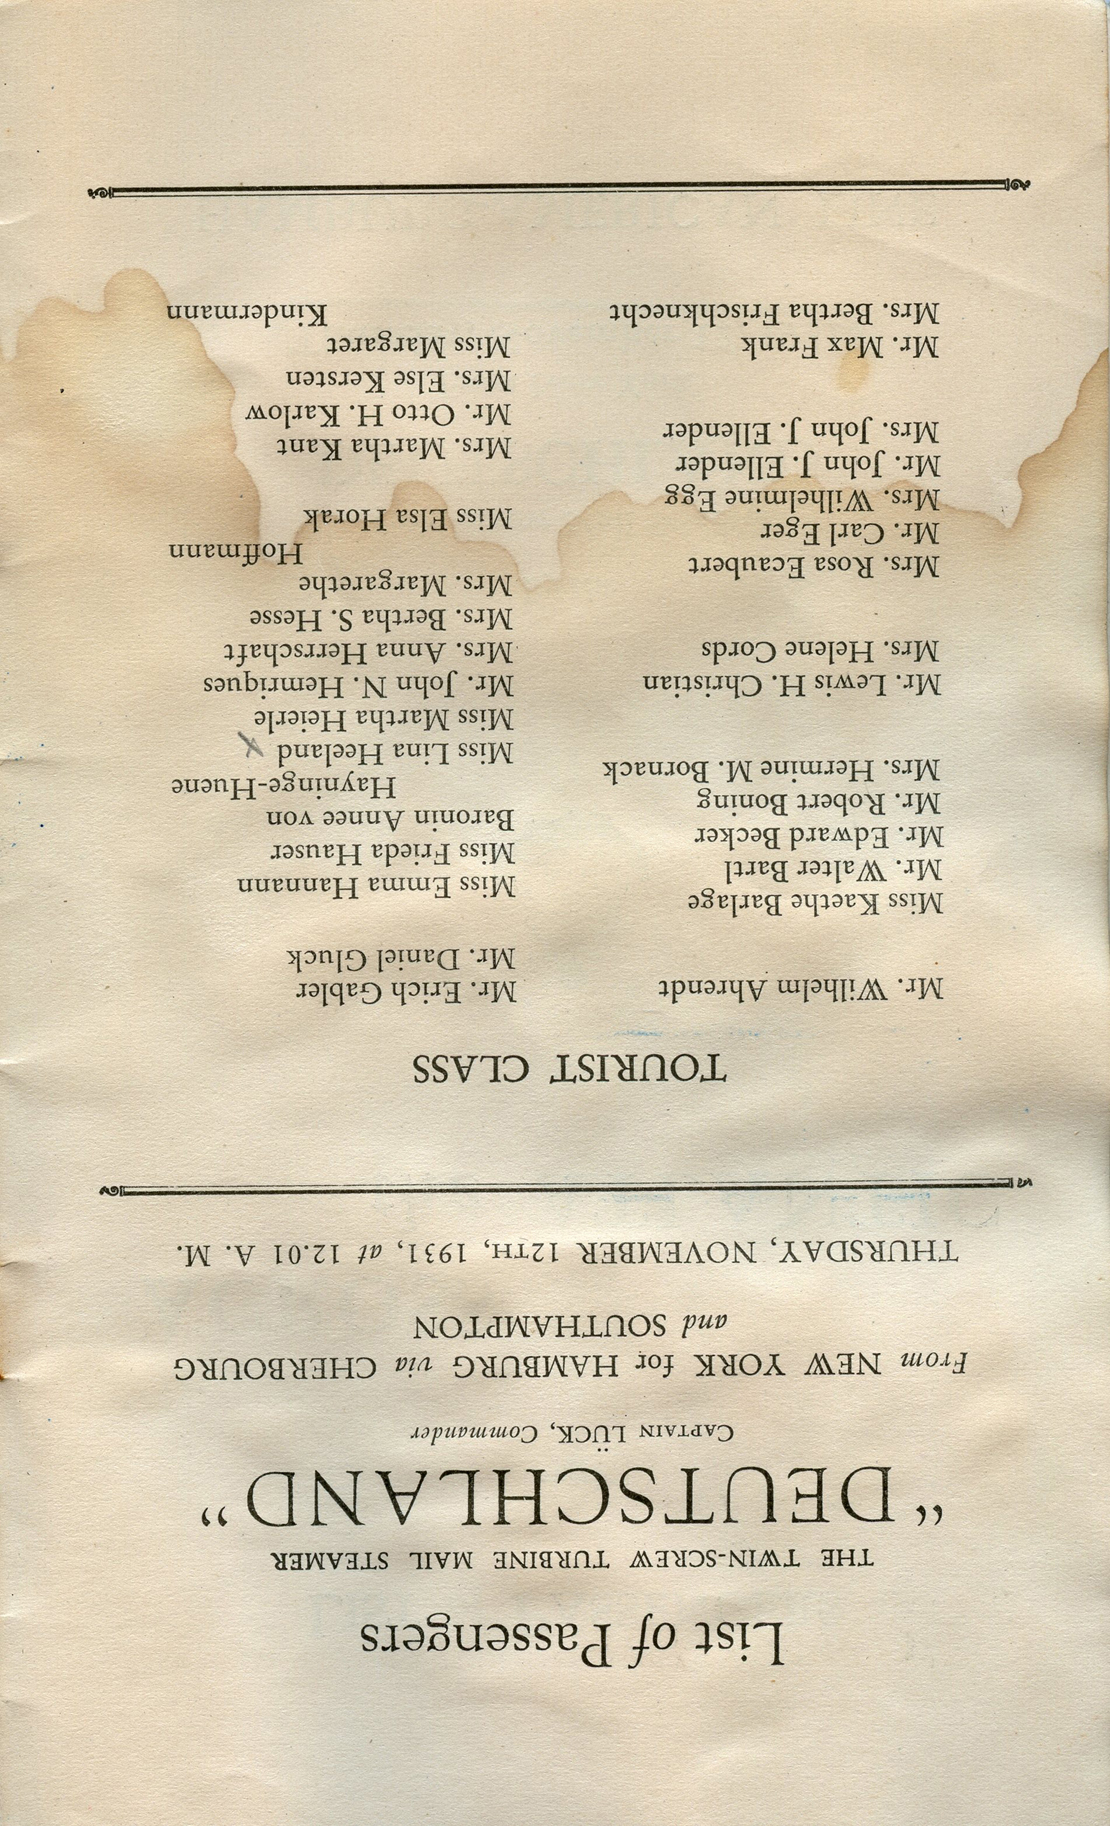 List of Passengers
THE TWIN-SCREW TURBINE MAIL STEAMER
“DEUTSCHLAND”
CAPTAIN LÜCK, Commander
From NEW YORK for HAMBURG via CHERBOURG
and SOUTHAMPTON
THURSDAY, NOVEMBER 12TH, 1931, at 12.01 A. M.
TOURIST CLASS
Mr. Wilhelm Ahrendt
Miss Kaethe Barlage
Mr. Walter Bartl
Mr. Edward Becker
Mr. Robert Boning
Mrs. Hermine M. Bornack
Mr. Lewis H. Christian
Mrs. Helene Cords
Mrs. Rosa Ecaubert
Mr. Carl Eger
Mrs. Wilhelmine Egg
Mr. John J. Ellender
Mrs. John J. Ellender
Mr. Max Frank
Mrs. Bertha Frischknecht
Mr. Erich Gabler
Mr. Daniel Gluck
Miss Emma Hannann
Miss Frieda Hauser
Baronin Annee von
Hayninge-Huene
Miss Lina Heeland
Miss Martha Heierle
Mr. John N. Hemriques
Mrs. Anna Herrschaft
Mrs. Bertha S. Hesse
Mrs. Margarethe
Hoffmann
Miss Elsa Horak
Mrs. Martha Kant
Mr. Otto H. Karlow
Mrs. Else Kersten
Miss Margaret
Kindermann